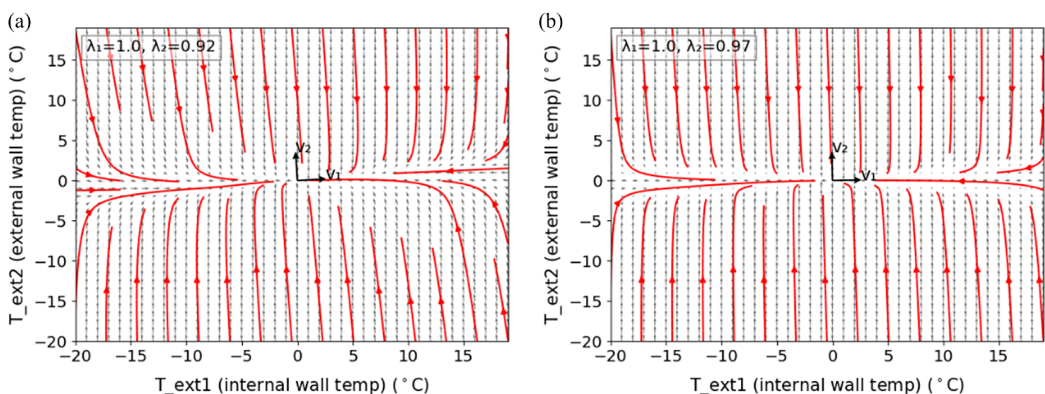 (a)
λ₁=1.0, λ₂=0.92
T_ext2 (external wall temp) (°C)
15
10
5
0
−5
−10
−15
−20
v₂
v₁
−20 −15 −10 −5 0 5 10 15
T_ext1 (internal wall temp) (°C)
(b)
λ₁=1.0, λ₂=0.97
T_ext2 (external wall temp) (°C)
15
10
5
0
−5
−10
−15
−20
v₂
v₁
−20 −15 −10 −5 0 5 10 15
T_ext1 (internal wall temp) (°C)